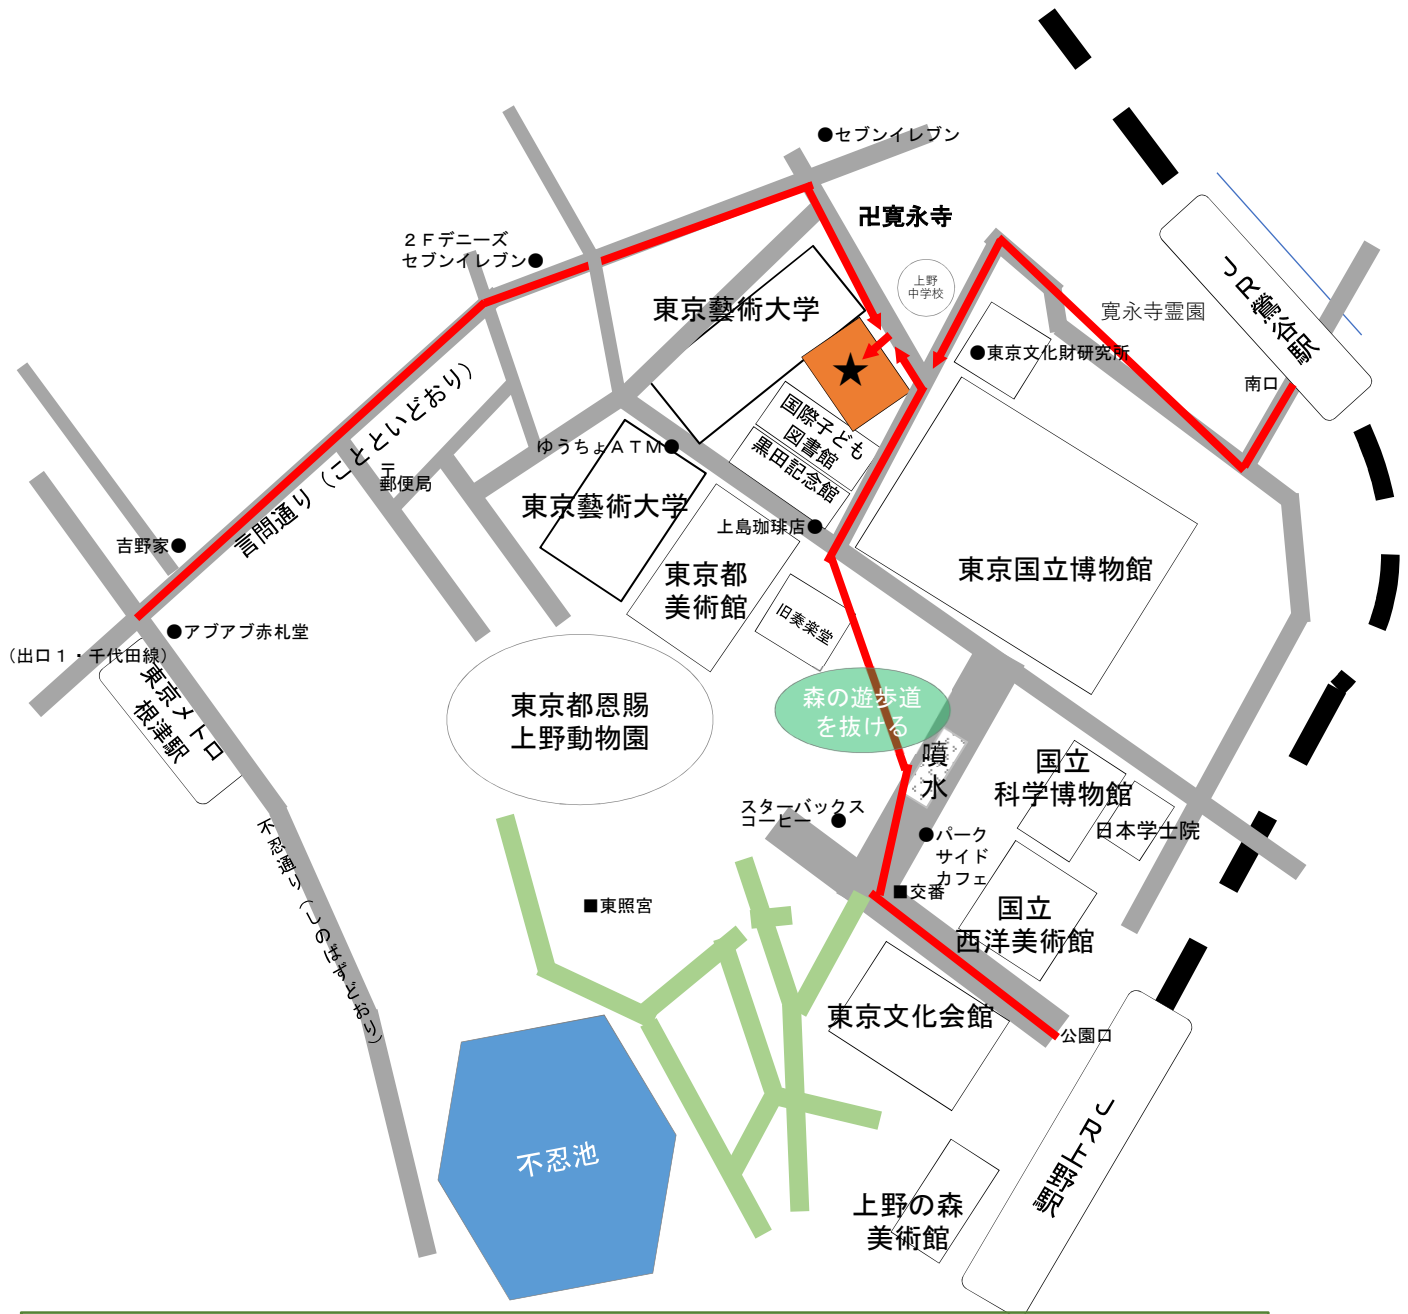 ●セブンイレブン
卍寛永寺
２Ｆデニーズ
セブンイレブン●
上野
中学校
ＪＲ鶯谷駅
東京藝術大学
寛永寺霊園
●東京文化財研究所
★
南口
言問通り（ことといどおり）
国際子ども
図書館
黒田記念館
ゆうちょＡＴＭ●
〒
郵便局
東京藝術大学
上島珈琲店●
吉野家●
東京都
美術館
東京国立博物館
旧奏楽堂
●アブアブ赤札堂
（出口１・千代田線）
東京メトロ
根津駅
東京都恩賜
上野動物園
森の遊歩道
を抜ける
噴
水
国立
科学博物館
日本学士院
スターバックス
コーヒー●
●パーク
サイド
カフェ
不忍通り（しのばずどおり）
■交番
■東照宮
国立
西洋美術館
東京文化会館
公園口
不忍池
ＪＲ上野駅
上野の森
美術館